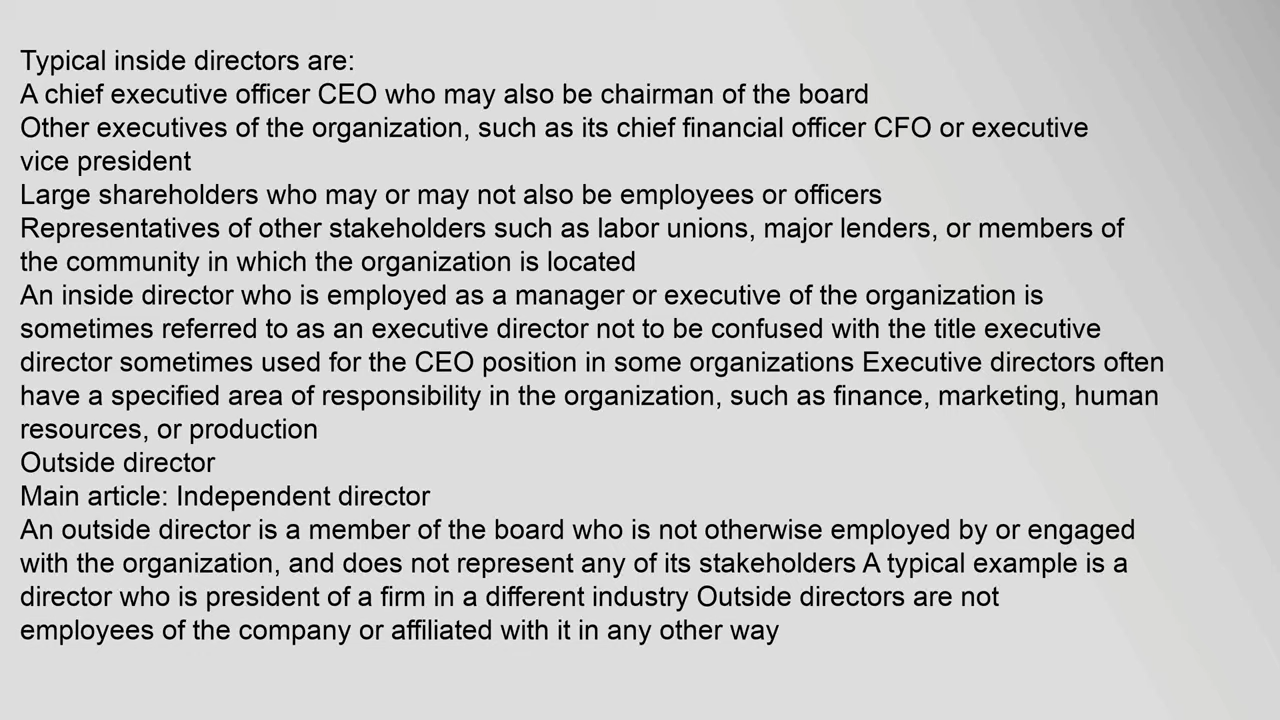 Typical inside directors are:
A chief executive officer CEO who may also be chairman of the board
Other executives of the organization, such as its chief financial officer CFO or executive
vice president
Large shareholders who may or may not also be employees or officers
Representatives of other stakeholders such as labor unions, major lenders, or members of
the community in which the organization is located
An inside director who is employed as a manager or executive of the organization is
sometimes referred to as an executive director not to be confused with the title executive
director sometimes used for the CEO position in some organizations Executive directors often
have a specified area of responsibility in the organization, such as finance, marketing, human
resources, or production
Outside director
Main article: Independent director
An outside director is a member of the board who is not otherwise employed by or engaged
with the organization, and does not represent any of its stakeholders A typical example is a
director who is president of a firm in a different industry Outside directors are not
employees of the company or affiliated with it in any other way